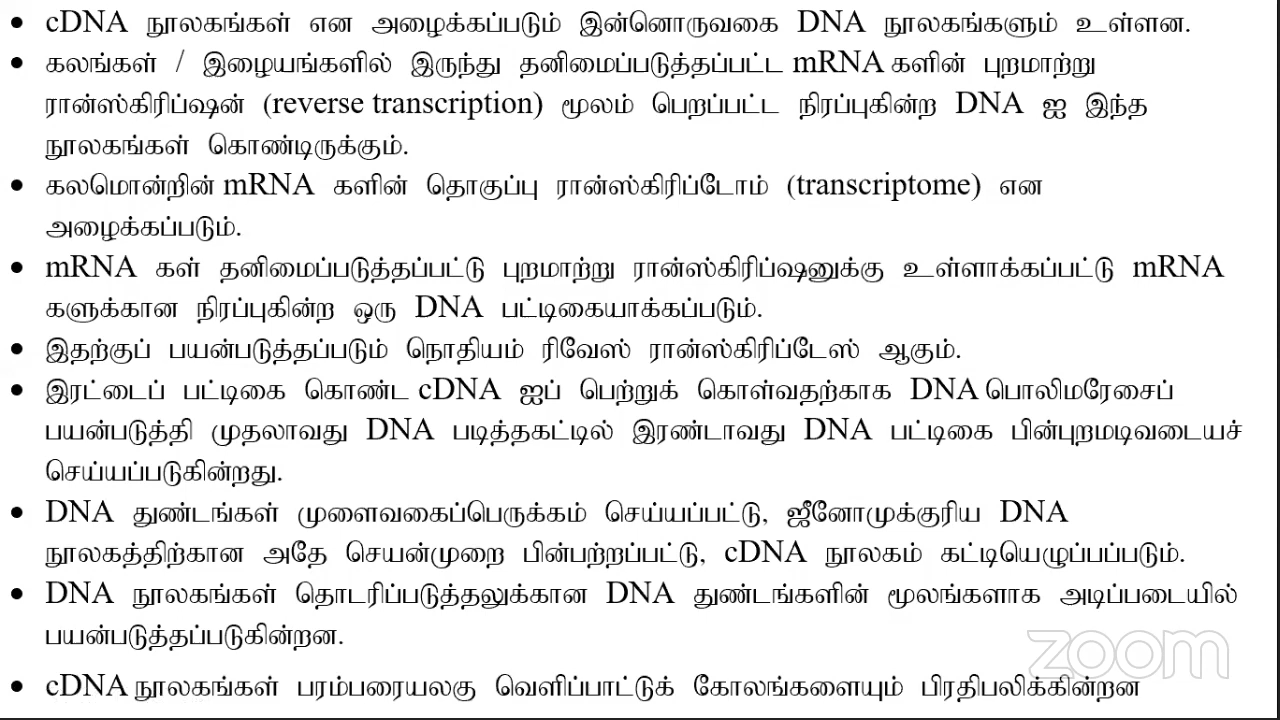 • cDNA நூலகங்கள் என அழைக்கப்படும் இன்னொருவகை DNA நூலகங்களும் உள்ளன.
• கலங்கள் / இழையங்களில் இருந்து தனிமைப்படுத்தப்பட்ட mRNA களின் புறமாற்று
ரான்ஸ்கிரிப்ஷன் (reverse transcription) மூலம் பெறப்பட்ட நிரப்புகின்ற DNA ஐ இந்த
நூலகங்கள் கொண்டிருக்கும்.
• கலமொன்றின் mRNA களின் தொகுப்பு ரான்ஸ்கிரிப்டோம் (transcriptome) என
அழைக்கப்படும்.
• mRNA கள் தனிமைப்படுத்தப்பட்டு புறமாற்று ரான்ஸ்கிரிப்ஷனுக்கு உள்ளாக்கப்பட்டு mRNA
களுக்கான நிரப்புகின்ற ஒரு DNA பட்டிகையாக்கப்படும்.
• இதற்குப் பயன்படுத்தப்படும் நொதியம் ரிவேஸ் ரான்ஸ்கிரிப்டேஸ் ஆகும்.
• இரட்டைப் பட்டிகை கொண்ட cDNA ஐப் பெற்றுக் கொள்வதற்காக DNA பொலிமரேசைப்
பயன்படுத்தி முதலாவது DNA படித்தகட்டில் இரண்டாவது DNA பட்டிகை பின்புறமடிவடையச்
செய்யப்படுகின்றது.
• DNA துண்டங்கள் முளைவகைப்பெருக்கம் செய்யப்பட்டு, ஜீனோமுக்குரிய DNA
நூலகத்திற்கான அதே செயன்முறை பின்பற்றப்பட்டு, cDNA நூலகம் கட்டியெழுப்பப்படும்.
• DNA நூலகங்கள் தொடரிப்படுத்தலுக்கான DNA துண்டங்களின் மூலங்களாக அடிப்படையில்
பயன்படுத்தப்படுகின்றன.
zoom
• cDNA நூலகங்கள் பரம்பரையலகு வெளிப்பாட்டுக் கோலங்களையும் பிரதிபலிக்கின்றன